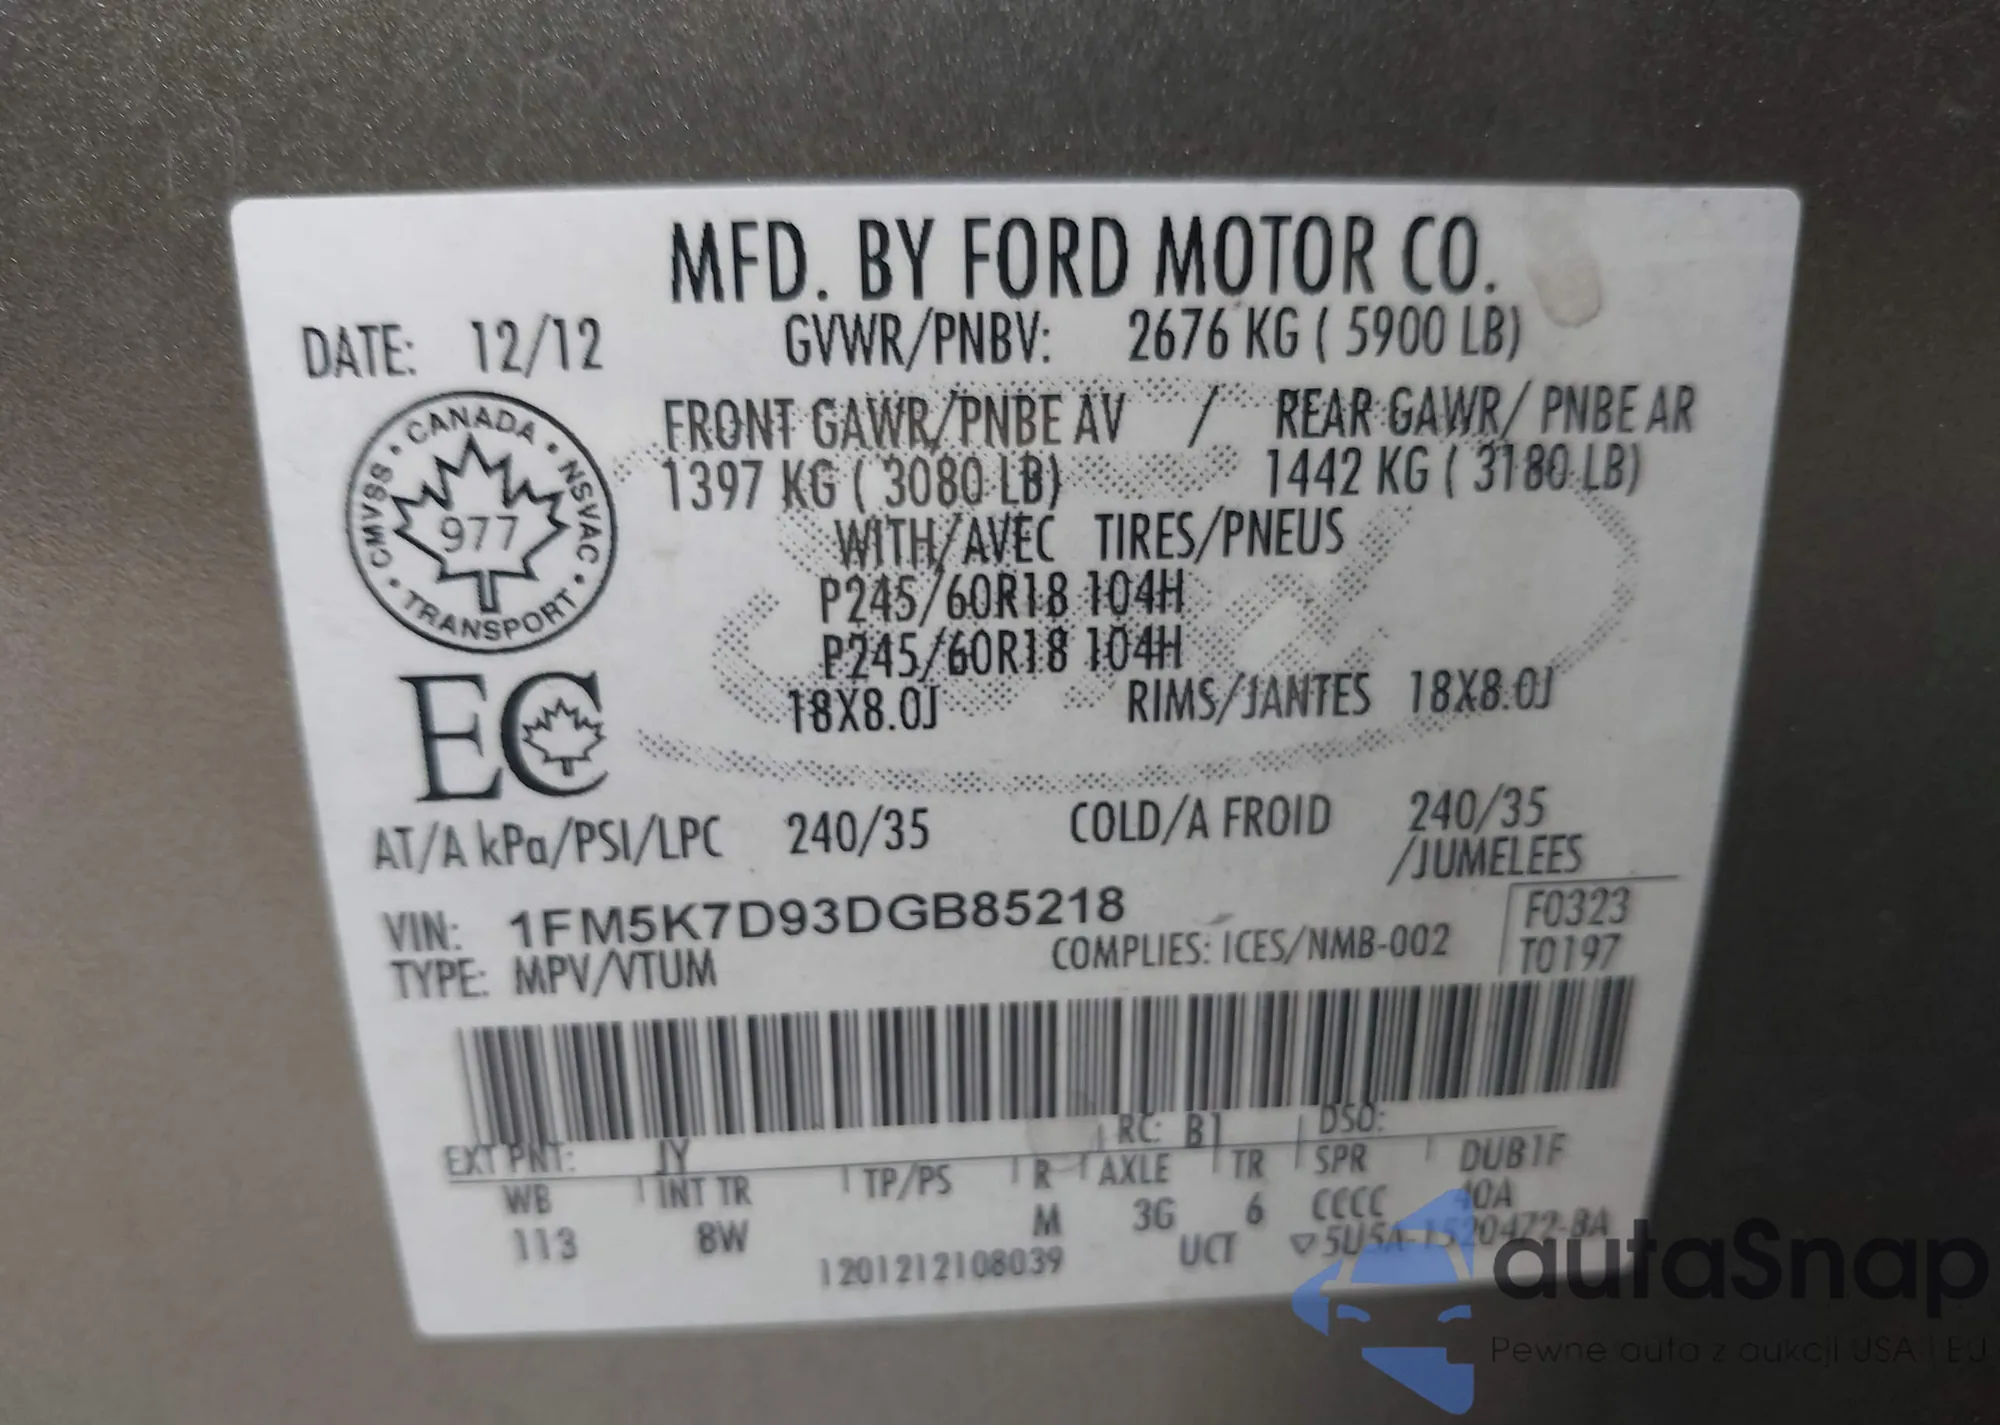 MFD. BY FORD MOTOR CO.
DATE: 12/12 GVWR/PNBV: 2676 KG ( 5900 LB)
FRONT GAWR/PNBE AV / REAR GAWR/ PNBE AR
1397 KG ( 3080 LB) 1442 KG ( 3180 LB)
WITH/AVEC TIRES/PNEUS
P245/60R18 104H
P245/60R18 104H
18X8.0J RIMS/JANTES 18X8.0J
CANADA · NSVAC · TRANSPORT · CMVSS ·
977
EC
AT/A kPa/PSI/LPC 240/35 COLD/A FROID 240/35
/JUMELEES
VIN: 1FM5K7D93DGB85218 F0323
TYPE: MPV/VTUM COMPLIES: ICES/NMB-002 T0197
EXT PNT: JY RC: B1 DSO:
WB INT TR TP/PS R AXLE TR SPR DUB1F
113 8W M 3G 6 CCCC 40A
1201212108039 UCT ▽5U5A-1520472-BA
autaSnap
Pewne auta z aukcji USA i EU